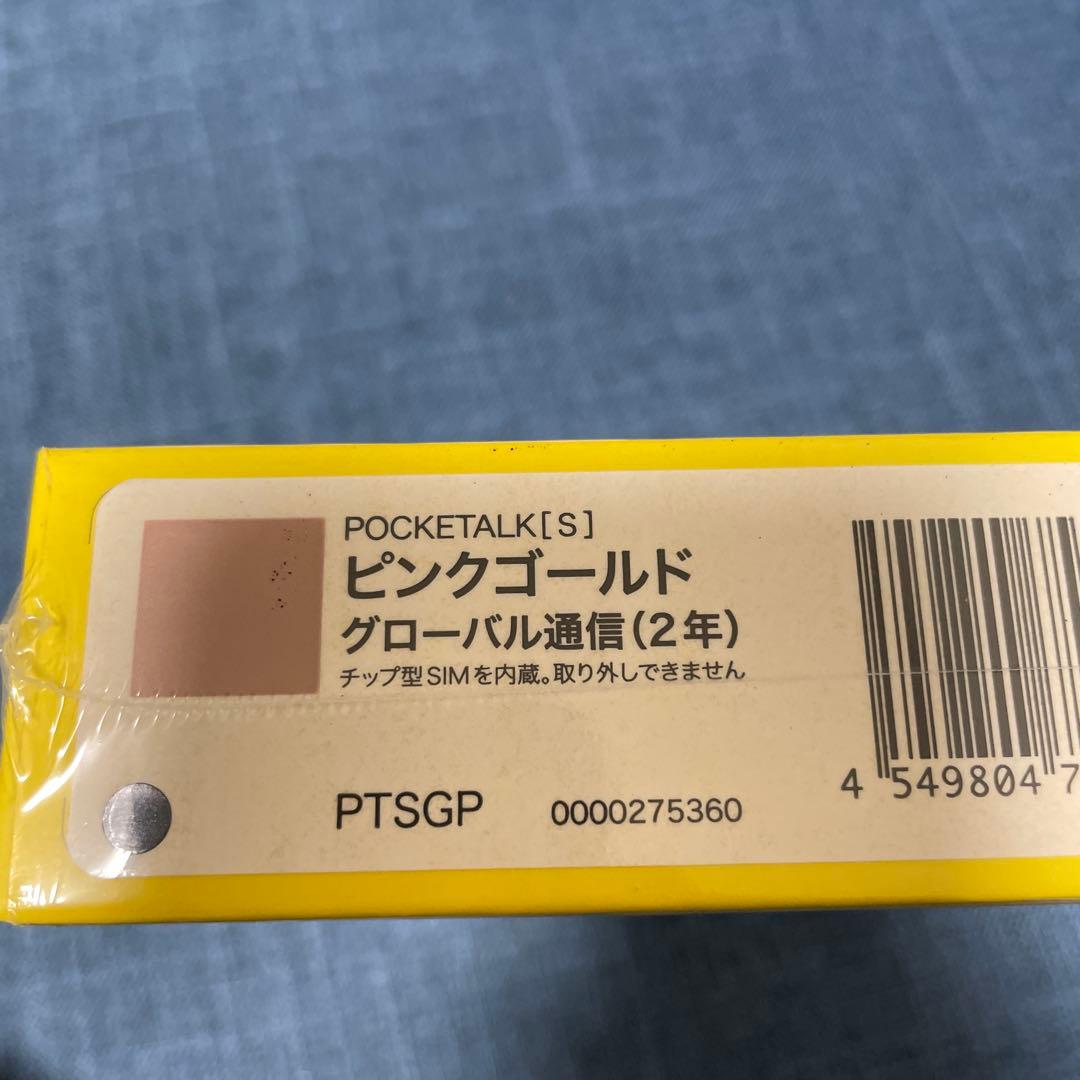 POCKETALK[S]
ピンクゴールド
グローバル通信(2年)
チップ型SIMを内蔵。取り外しできません
PTSGP 0000275360
4 549804 7